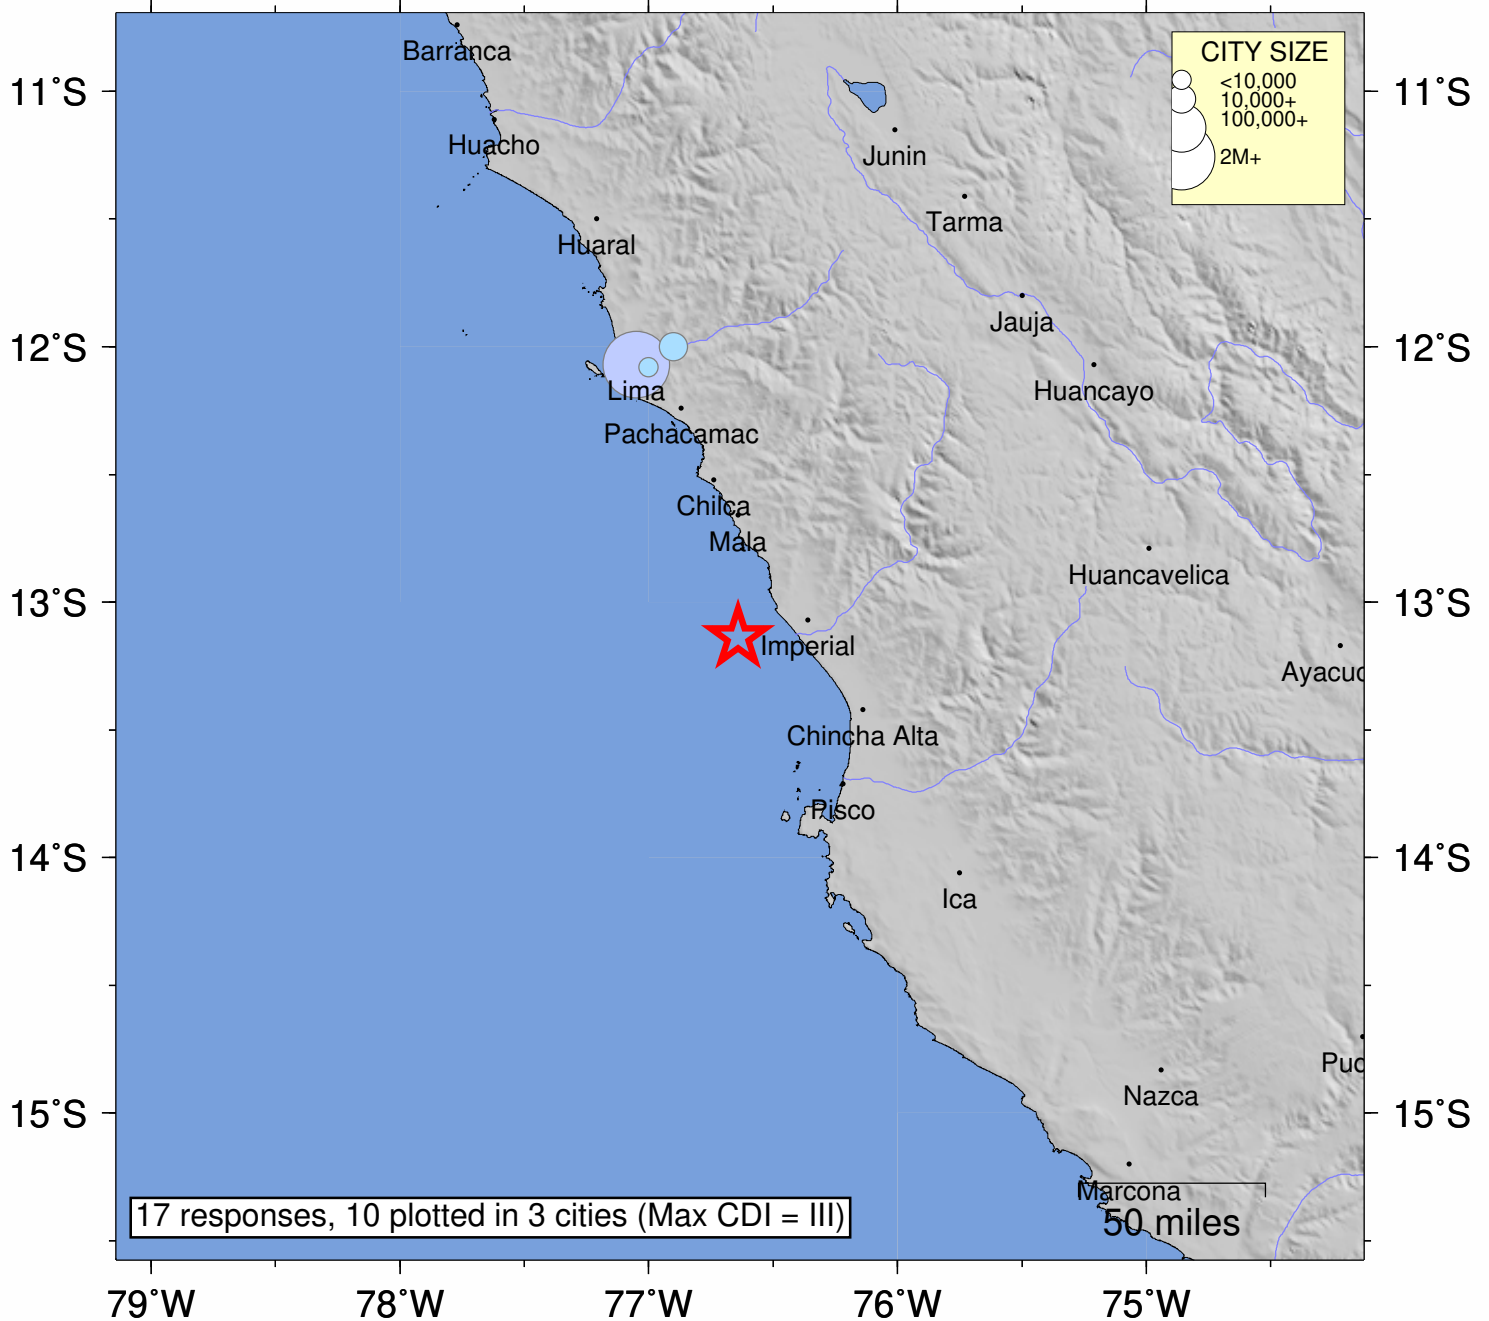 Barranca
CITY SIZE
<10,000
10,000+
100,000+
2M+
11°S
11°S
Huacho
Junin
Tarma
Huaral
Jauja
12°S
12°S
Lima
Huancayo
Pachacamac
Chilca
Mala
Huancavelica
13°S
13°S
Imperial
Ayacuc
Chincha Alta
Pisco
14°S
14°S
Ica
Puq
Nazca
15°S
15°S
Marcona
50 miles
17 responses, 10 plotted in 3 cities (Max CDI = III)
79°W
78°W
77°W
76°W
75°W